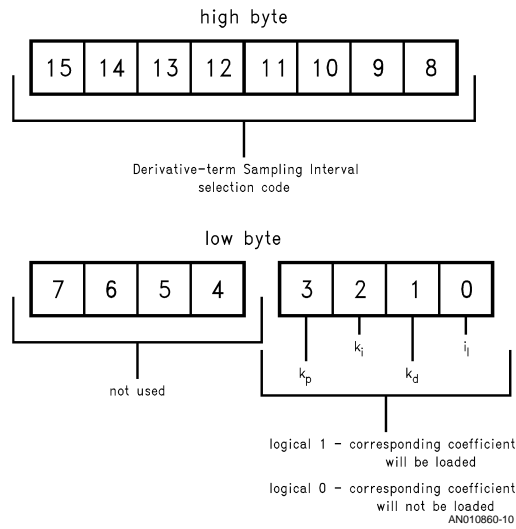 high byte
15 14 13 12 11 10 9 8
Derivative-term Sampling Interval
selection code
low byte
7 6 5 4 3 2 1 0
kp ki kd il
not used
logical 1 - corresponding coefficient
will be loaded
logical 0 - corresponding coefficient
will not be loaded
AN010860-10